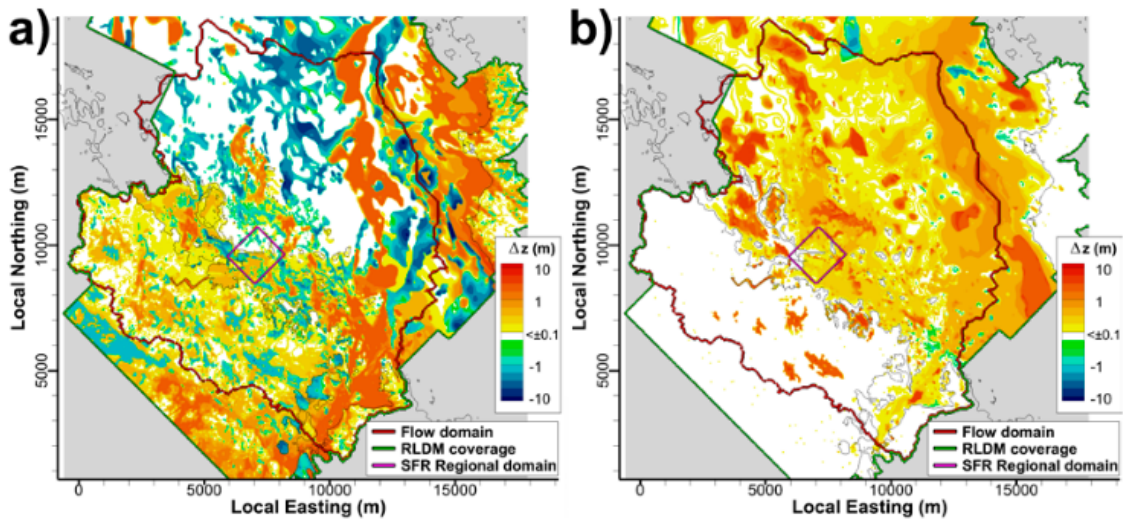 a)
Local Northing (m)
15000
10000
5000
0
5000
10000
15000
Local Easting (m)
Δz (m)
10
1
<±0.1
-1
-10
Flow domain
RLDM coverage
SFR Regional domain
b)
Local Northing (m)
15000
10000
5000
0
5000
10000
15000
Local Easting (m)
Δz (m)
10
1
<±0.1
-1
-10
Flow domain
RLDM coverage
SFR Regional domain